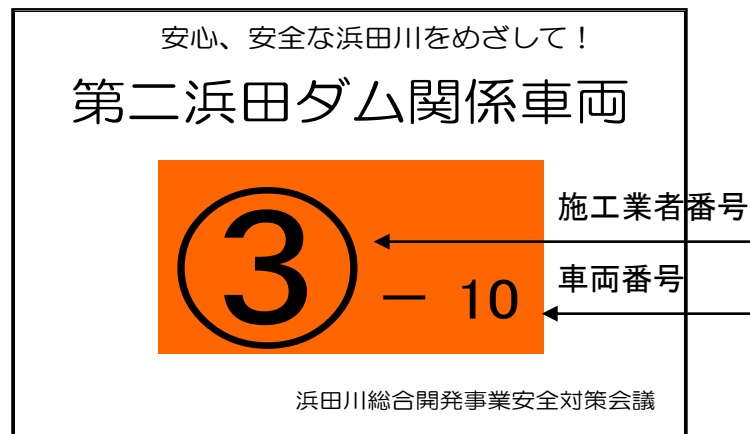 安心、安全な浜田川をめざして！
第二浜田ダム関係車両
施工業者番号
③－10
車両番号
浜田川総合開発事業安全対策会議